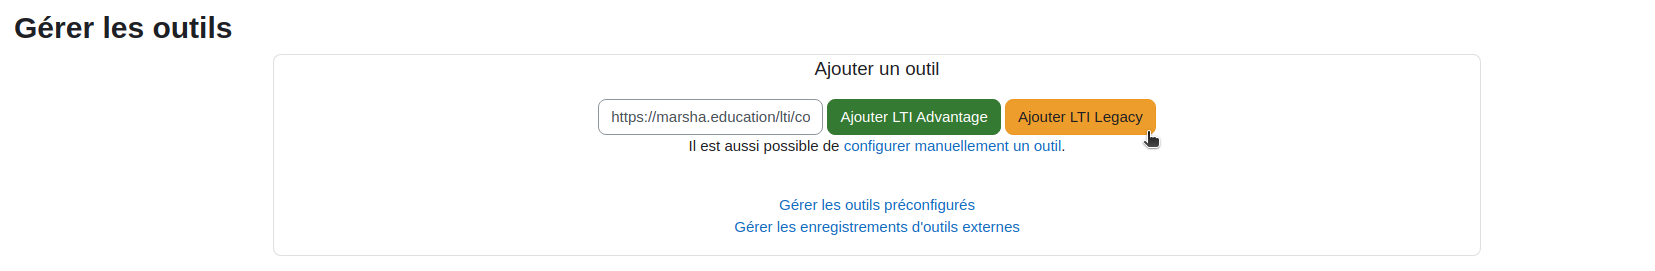 Gérer les outils
Ajouter un outil
https://marsha.education/lti/co Ajouter LTI Advantage Ajouter LTI Legacy
Il est aussi possible de configurer manuellement un outil.
Gérer les outils préconfigurés
Gérer les enregistrements d'outils externes